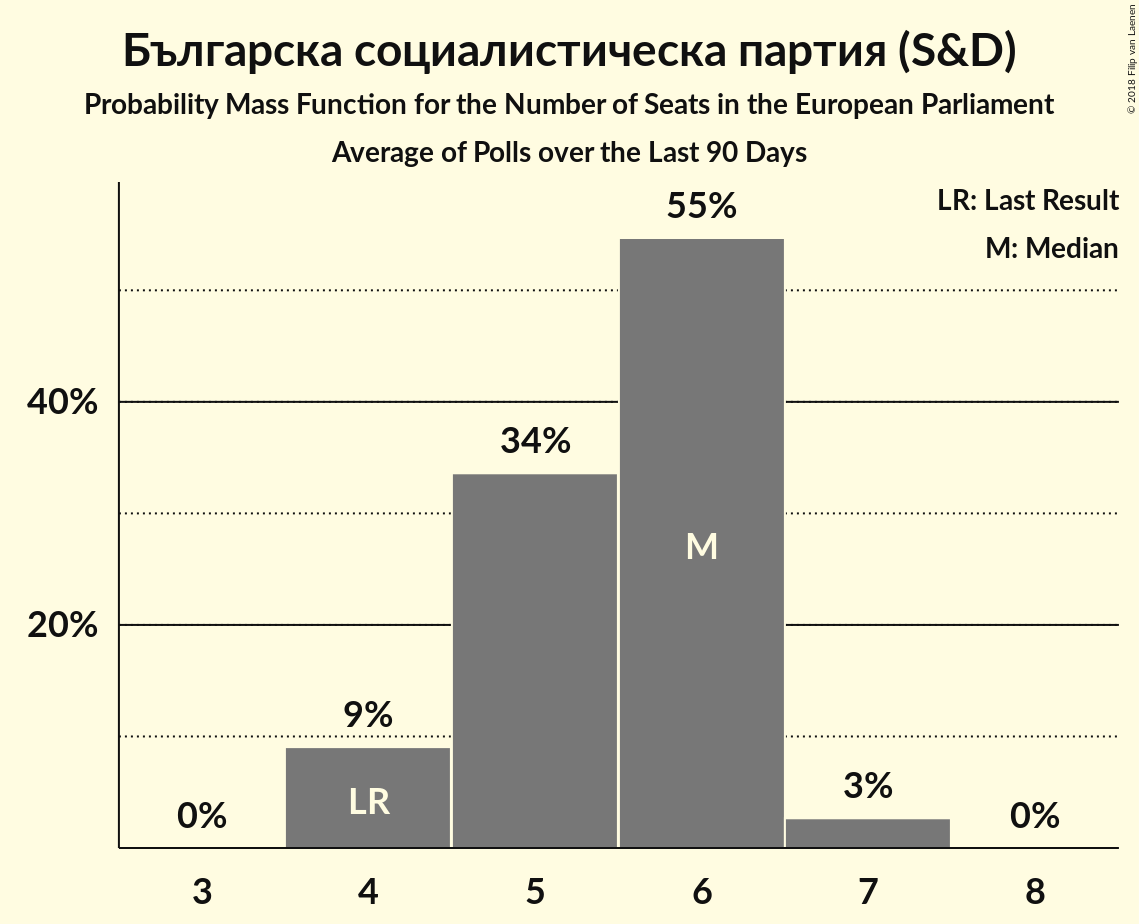 Българска социалистическа партия (S&D)
Probability Mass Function for the Number of Seats in the European Parliament
Average of Polls over the Last 90 Days
© 2018 Filip van Laenen
LR: Last Result
M: Median
55%
40%
34%
M
20%
9%
LR
3%
0%
0%
3 4 5 6 7 8